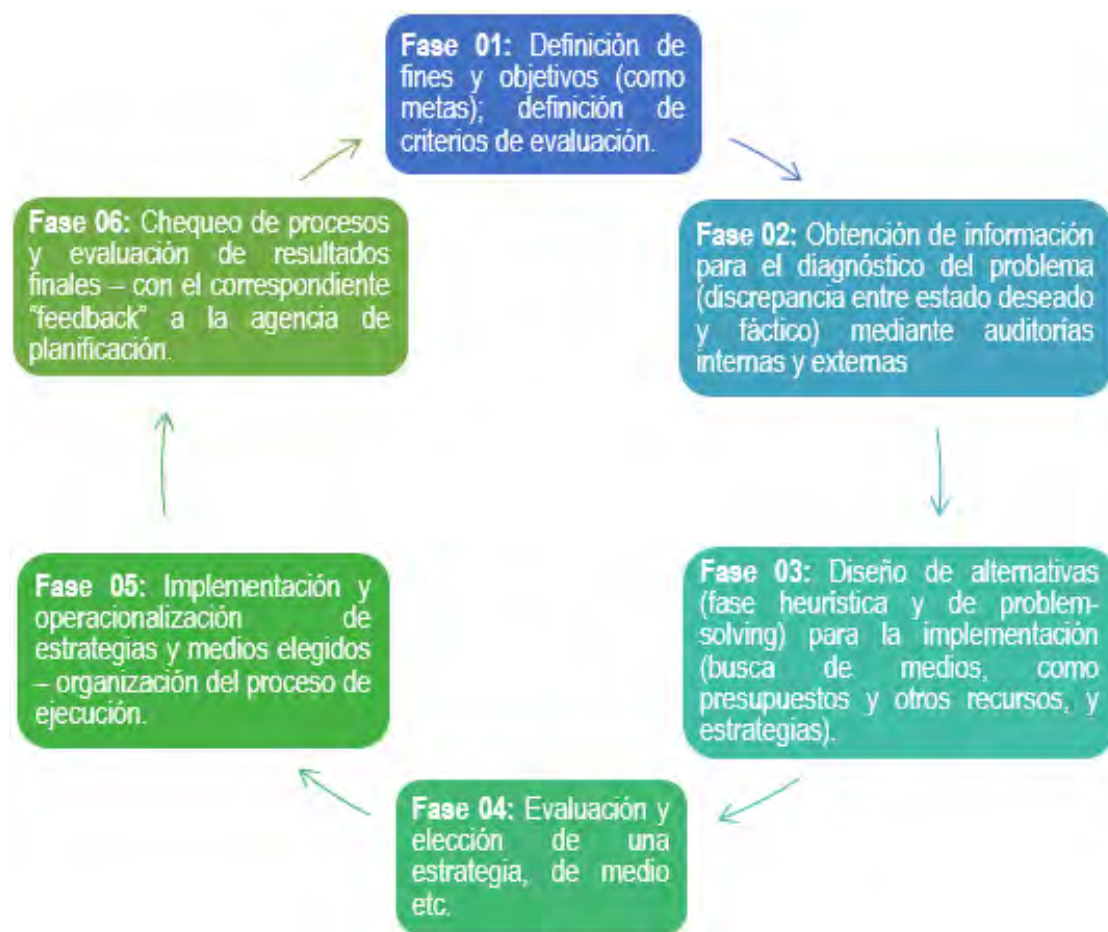 Fase 01: Definición de
fines y objetivos (como
metas); definición de
criterios de evaluación.
Fase 02: Obtención de información
para el diagnóstico del problema
(discrepancia entre estado deseado
y fáctico) mediante auditorías
internas y externas
Fase 03: Diseño de alternativas
(fase heurística y de problem-
solving) para la implementación
(busca de medios, como
presupuestos y otros recursos, y
estrategias).
Fase 04: Evaluación y
elección de una
estrategia, de medio
etc.
Fase 05: Implementación y
operacionalización de
estrategias y medios elegidos
– organización del proceso de
ejecución.
Fase 06: Chequeo de procesos
y evaluación de resultados
finales – con el correspondiente
“feedback” a la agencia de
planificación.